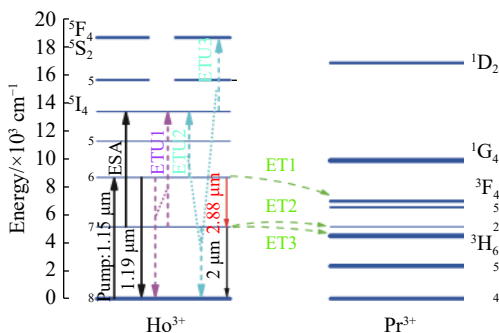 20
18
16
14
12
10
8
6
4
2
0
Energy/×10³ cm⁻¹
⁵F₄
⁵S₂
5
⁵I₄
5
6
7
8
Pump:1.15 μm
1.19 μm
ESA
ETU1
ETU2
ETU3
2.88 μm
2 μm
ET1
ET2
ET3
¹D₂
¹G₄
³F₄
5
2
³H₆
5
4
Ho³⁺
Pr³⁺